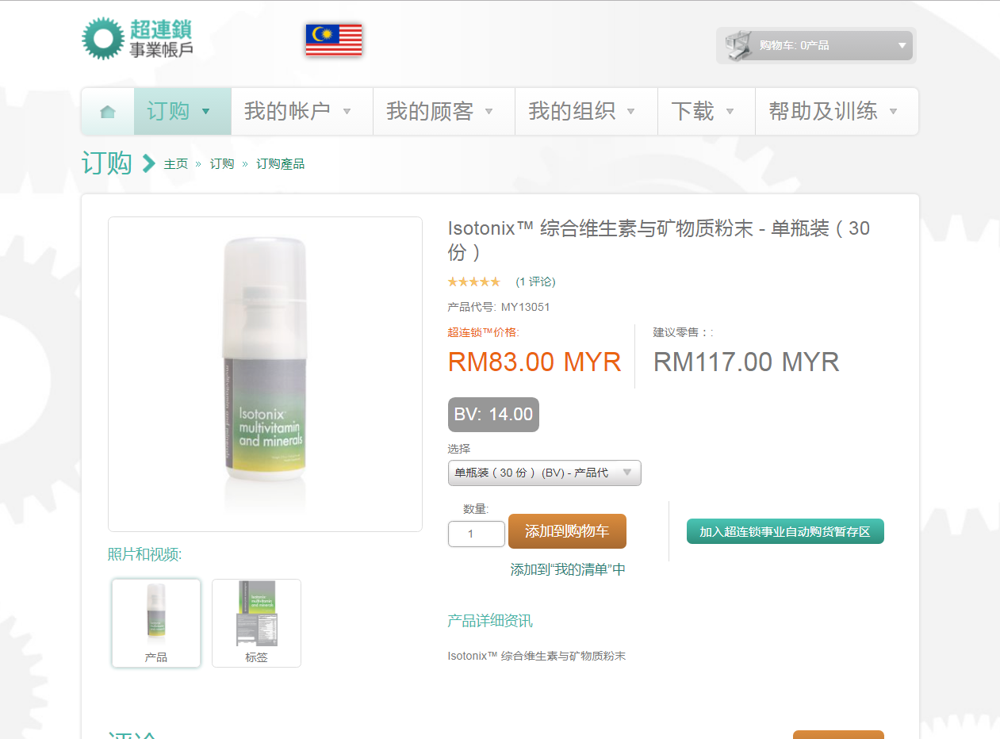 超連鎖
事業帳戶
购物车: 0产品
订购
我的帐户
我的顾客
我的组织
下载
帮助及训练
订购
主页 » 订购 » 订购產品
Isotonix™ 综合维生素与矿物质粉末 - 单瓶装（30
份）
(1 评论)
产品代号: MY13051
超连锁™价格:
RM83.00 MYR
建议零售：:
RM117.00 MYR
BV: 14.00
选择
单瓶装（30 份）(BV) - 产品代
数量:
1
添加到购物车
加入超连锁事业自动购货暂存区
添加到“我的清单”中
Isotonix™
multivitamin
and minerals
照片和视频:
产品
标签
产品详细资讯
Isotonix™ 综合维生素与矿物质粉末
评论